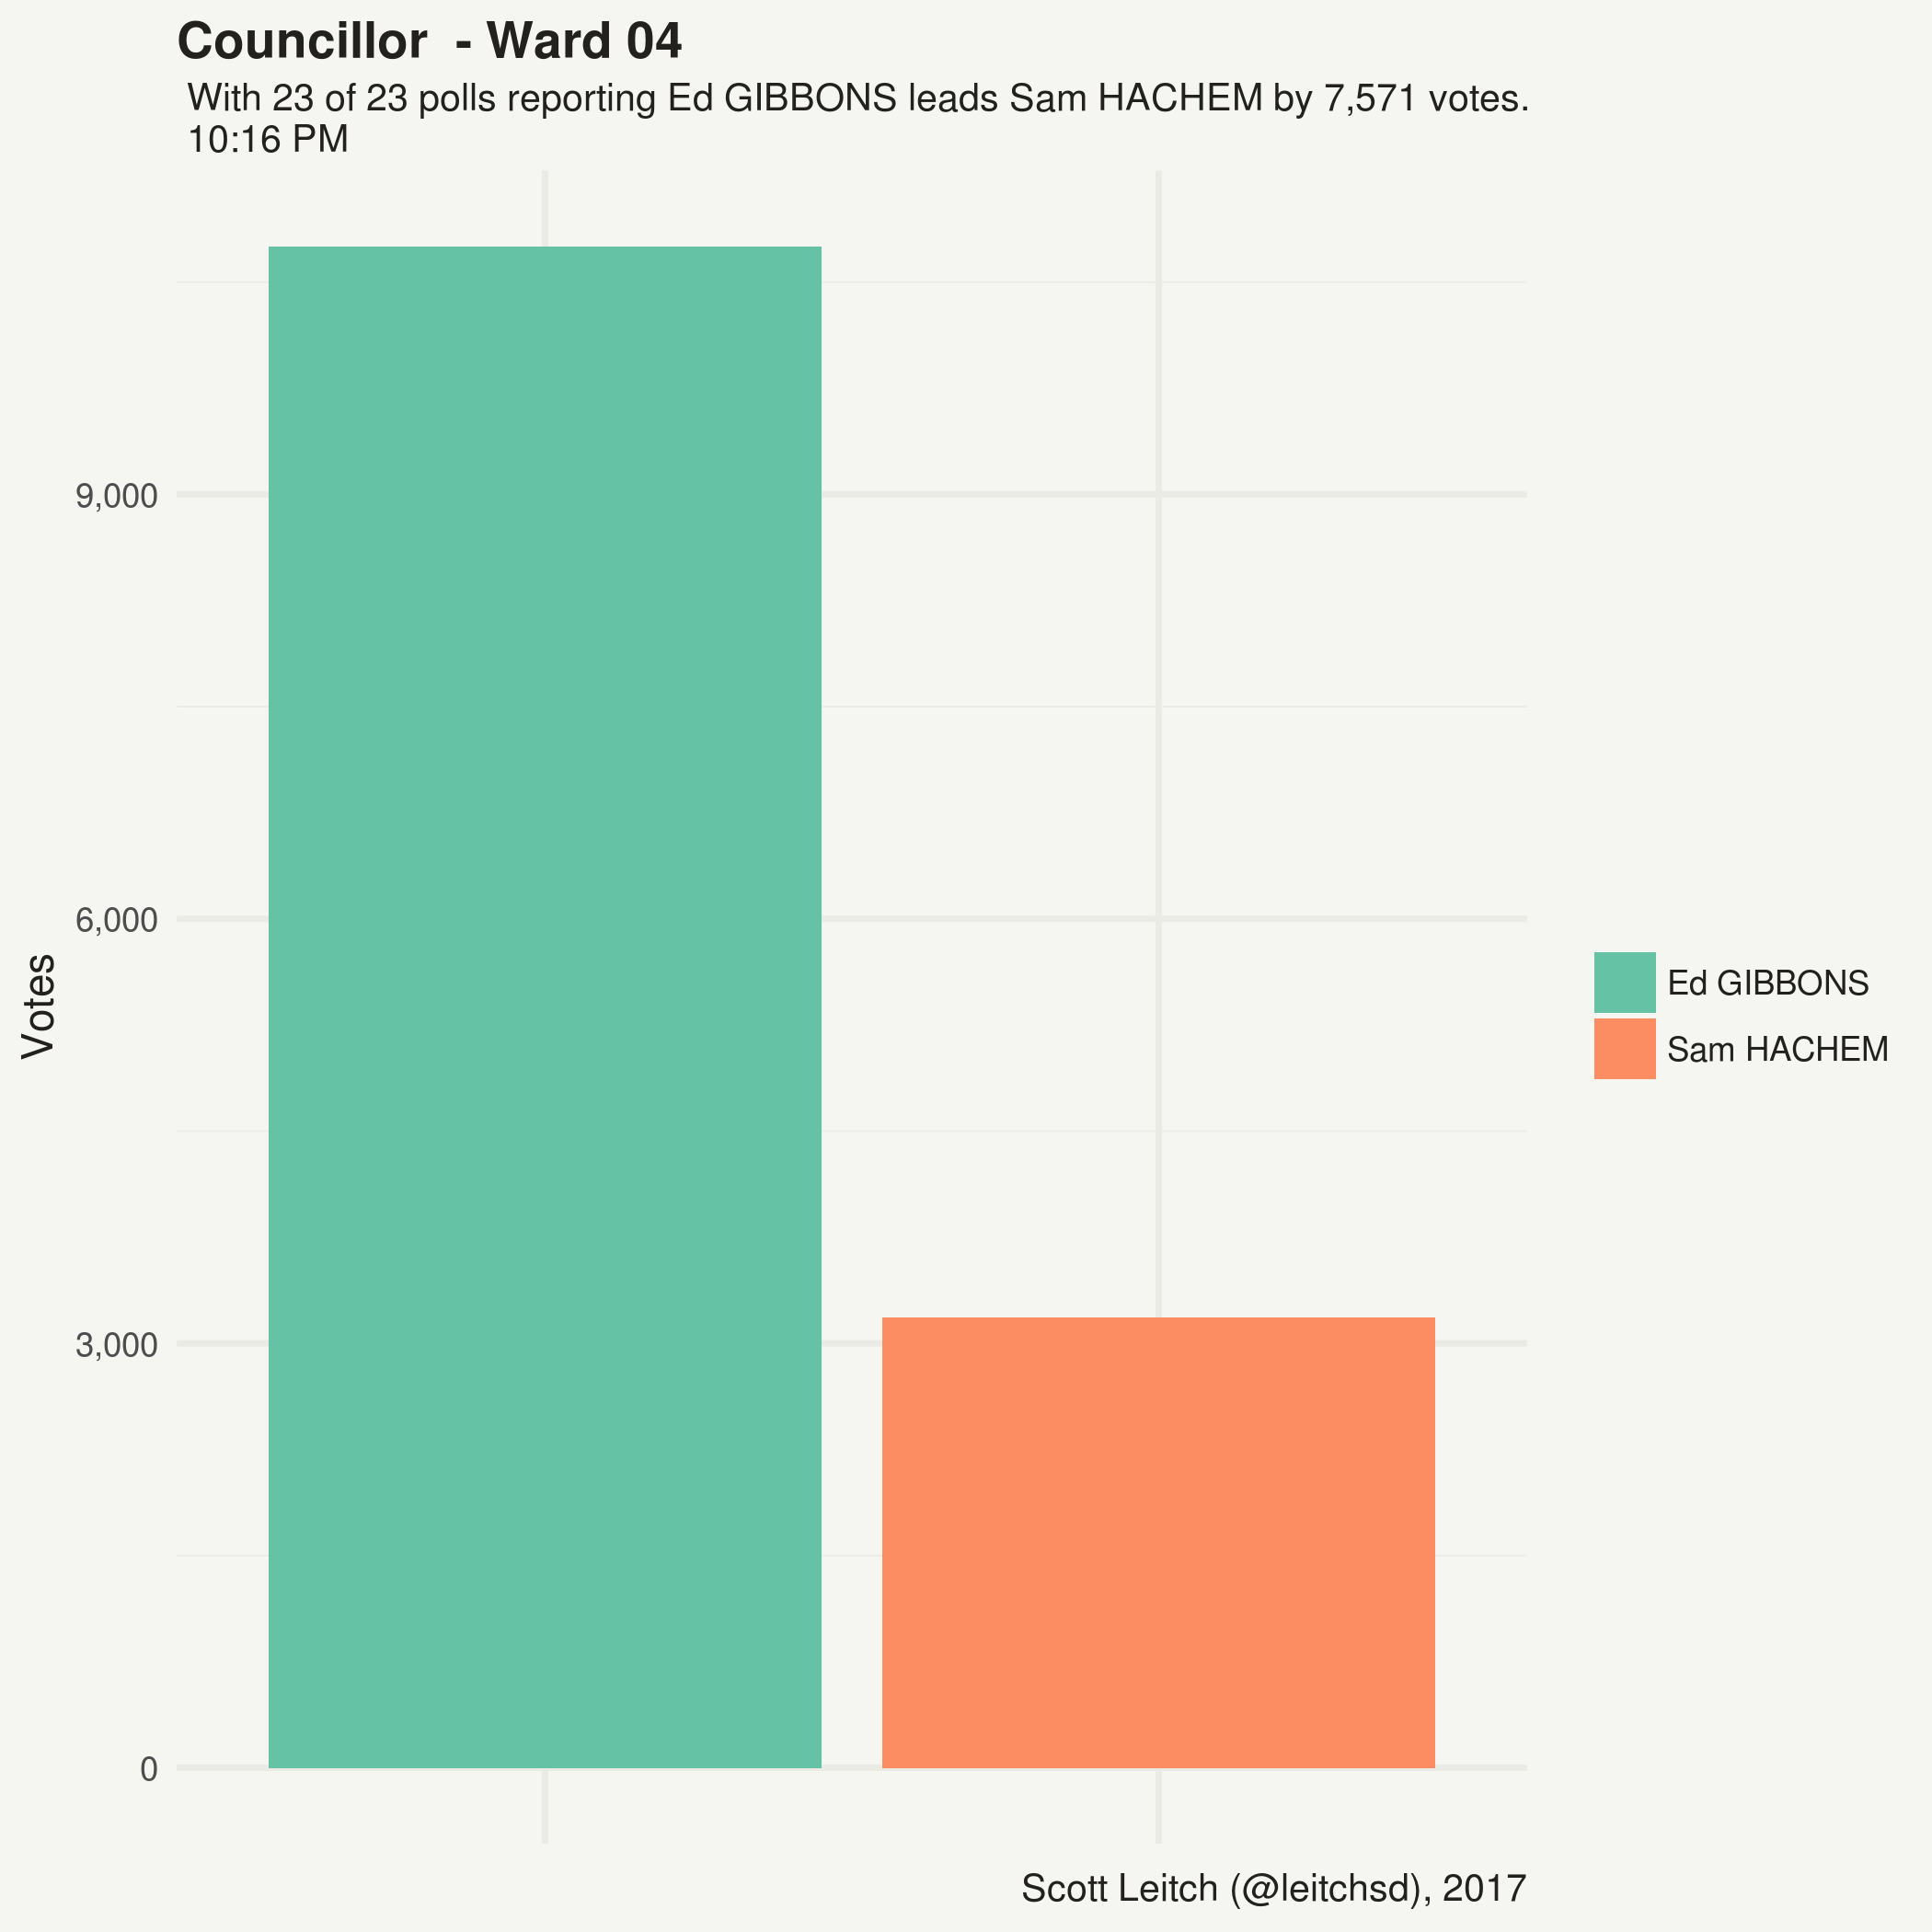 Councillor  - Ward 04
With 23 of 23 polls reporting Ed GIBBONS leads Sam HACHEM by 7,571 votes.
10:16 PM
9,000
6,000
3,000
0
Votes
Ed GIBBONS
Sam HACHEM
Scott Leitch (@leitchsd), 2017